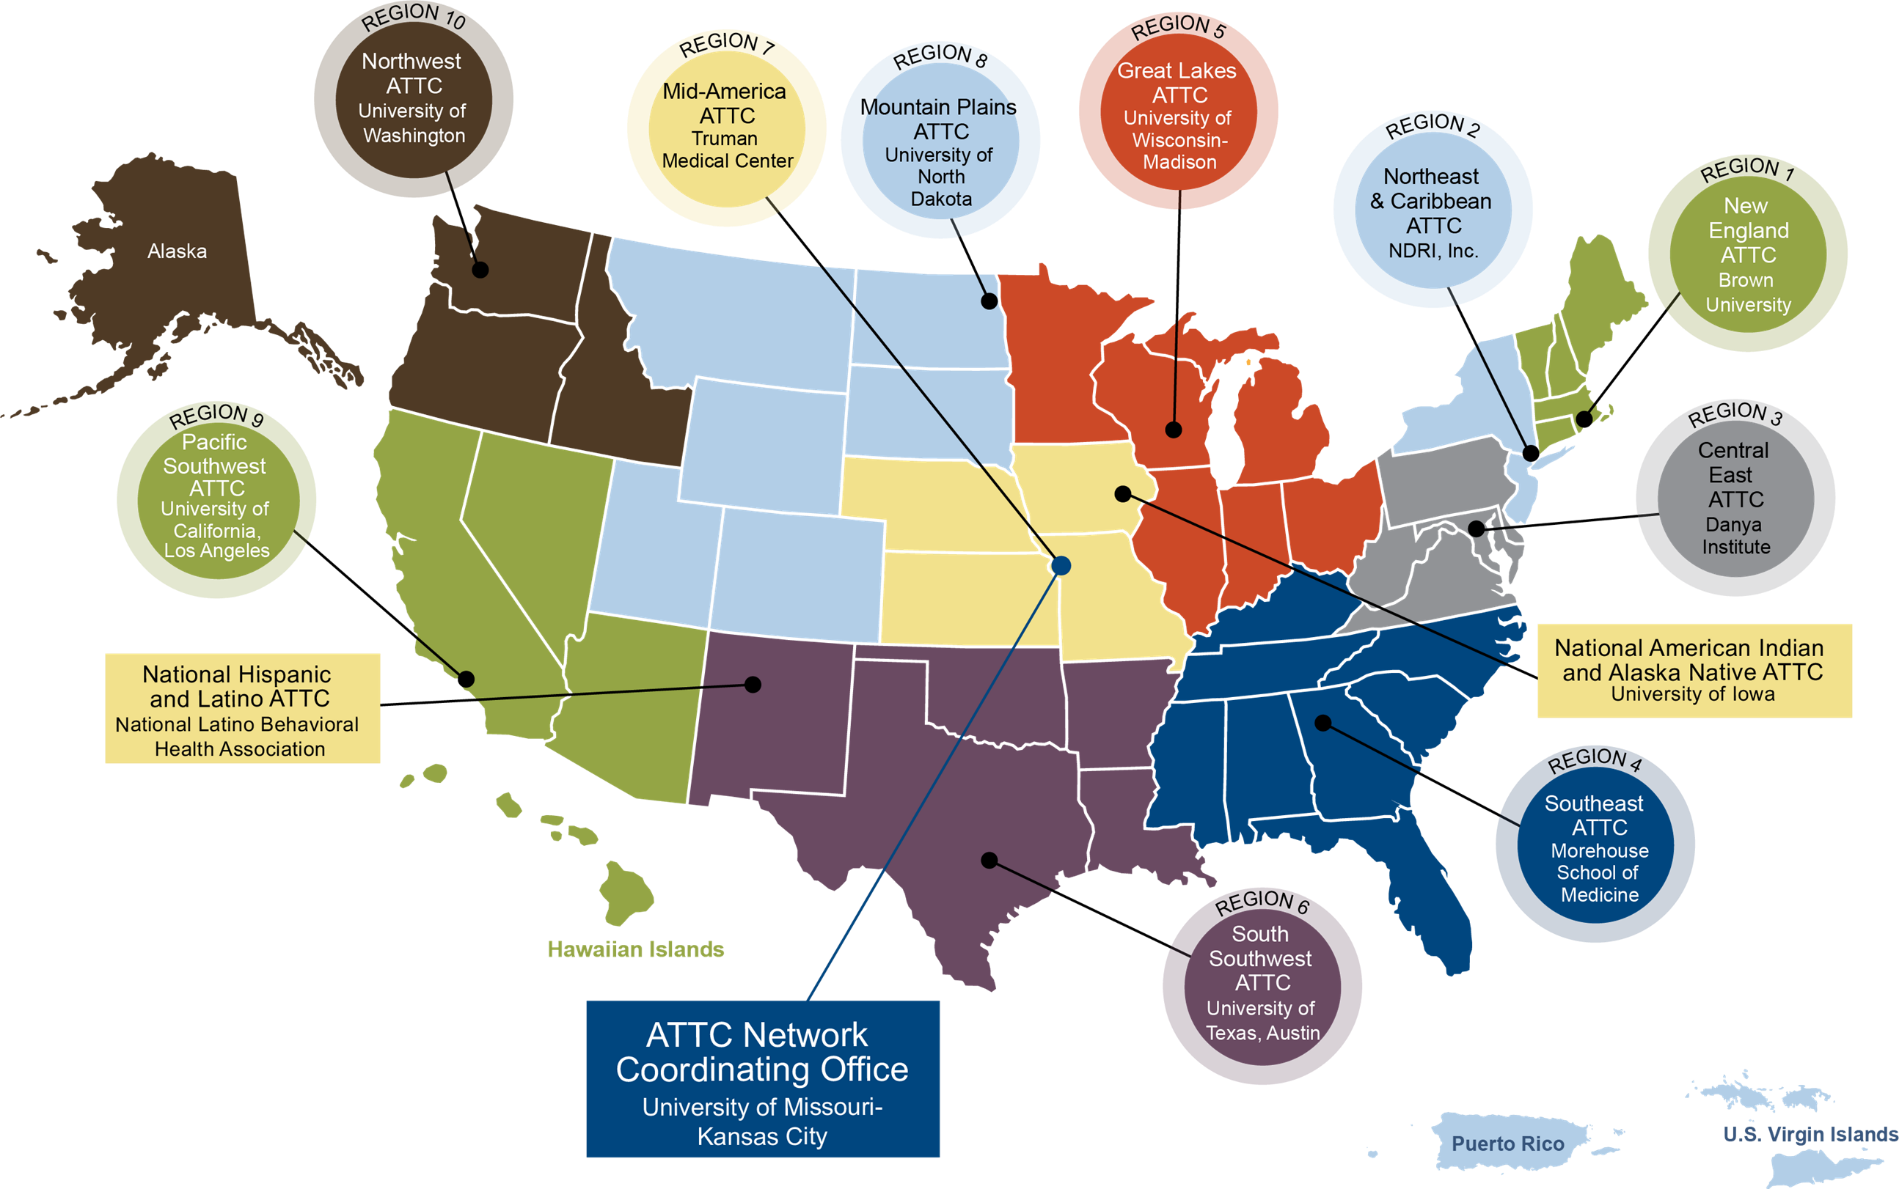 REGION 10
Northwest
ATTC
University of
Washington
REGION 7
Mid-America
ATTC
Truman
Medical Center
REGION 8
Mountain Plains
ATTC
University of
North
Dakota
REGION 5
Great Lakes
ATTC
University of
Wisconsin-
Madison
REGION 2
Northeast
& Caribbean
ATTC
NDRI, Inc.
REGION 1
New
England
ATTC
Brown
University
Alaska
REGION 9
Pacific
Southwest
ATTC
University of
California,
Los Angeles
REGION 3
Central
East
ATTC
Danya
Institute
National Hispanic
and Latino ATTC
National Latino Behavioral
Health Association
National American Indian
and Alaska Native ATTC
University of Iowa
REGION 4
Southeast
ATTC
Morehouse
School of
Medicine
Hawaiian Islands
REGION 6
South
Southwest
ATTC
University of
Texas, Austin
ATTC Network
Coordinating Office
University of Missouri-
Kansas City
Puerto Rico
U.S. Virgin Islands